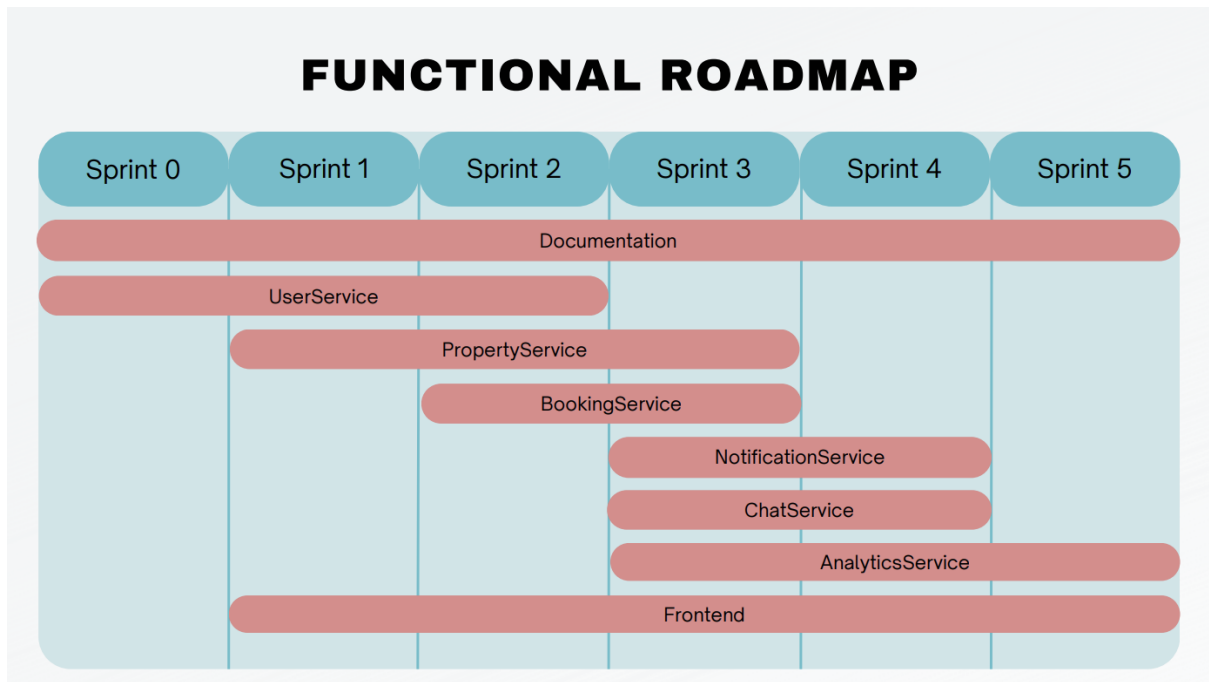 FUNCTIONAL ROADMAP
Sprint 0
Sprint 1
Sprint 2
Sprint 3
Sprint 4
Sprint 5
Documentation
UserService
PropertyService
BookingService
NotificationService
ChatService
AnalyticsService
Frontend